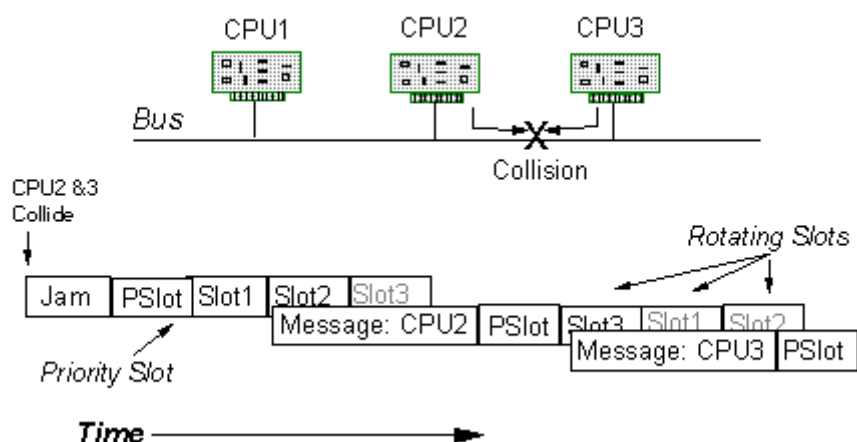 CPU1
CPU2
CPU3
Bus
Collision
CPU2 &3
Collide
Rotating Slots
Jam
PSlot
Slot1
Slot2
Slot3
Message: CPU2
PSlot
Slot3
Slot1
Slot2
Message: CPU3
PSlot
Priority Slot
Time